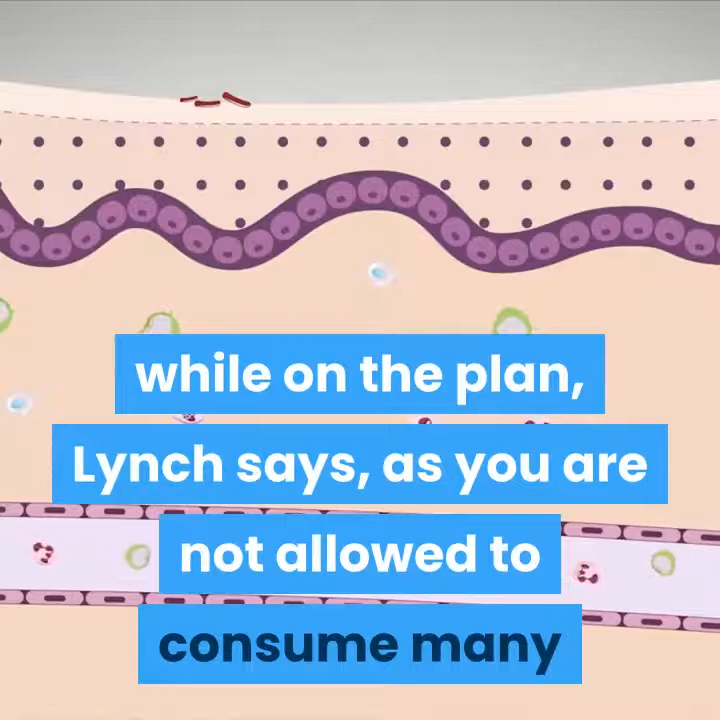 while on the plan,
Lynch says, as you are
not allowed to
consume many